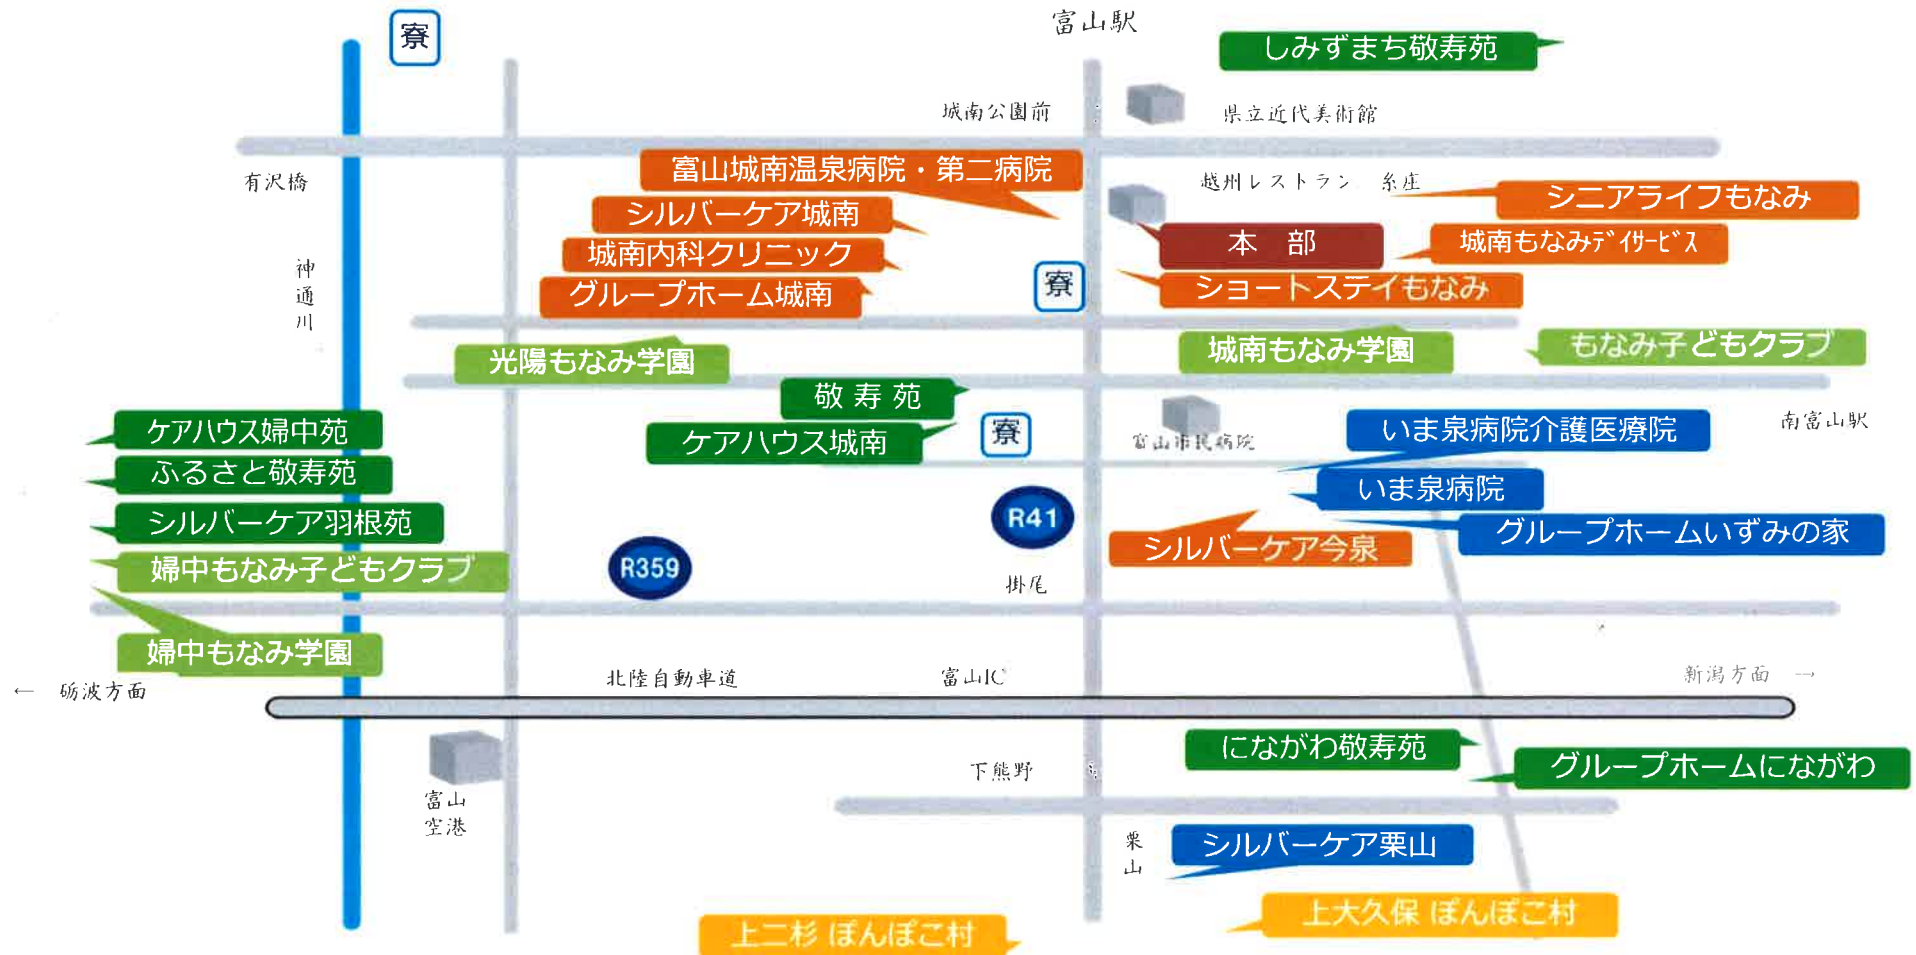 寮
富山駅
しみずまち敬寿苑
城南公園前
県立近代美術館
有沢橋
富山城南温泉病院・第二病院
越州レストラン 糸庄
シニアライフもなみ
シルバーケア城南
本 部
城南もなみデイサービス
城南内科クリニック
神通川
寮
ショートステイもなみ
グループホーム城南
光陽もなみ学園
城南もなみ学園
もなみ子どもクラブ
敬 寿 苑
南富山駅
ケアハウス婦中苑
ケアハウス城南
寮
富山市民病院
いま泉病院介護医療院
ふるさと敬寿苑
いま泉病院
シルバーケア羽根苑
R41
グループホームいずみの家
シルバーケア今泉
婦中もなみ子どもクラブ
R359
掛尾
婦中もなみ学園
← 砺波方面
北陸自動車道
富山IC
新潟方面 →
にながわ敬寿苑
グループホームにながわ
下熊野
富山
空港
栗山
シルバーケア栗山
上大久保 ぽんぽこ村
上二杉 ぽんぽこ村